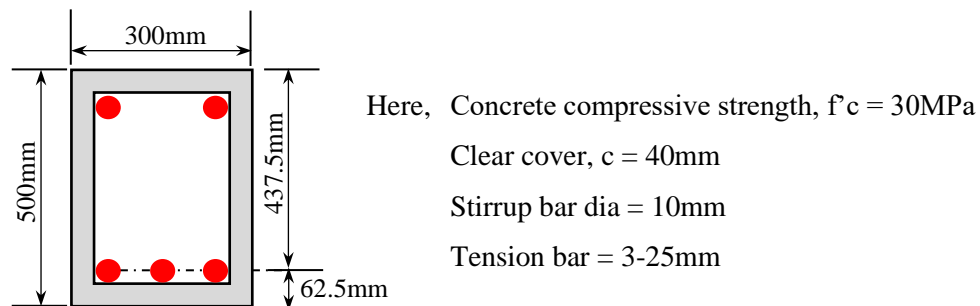 300mm
500mm
437.5mm
62.5mm
Here, Concrete compressive strength, f’c = 30MPa
Clear cover, c = 40mm
Stirrup bar dia = 10mm
Tension bar = 3-25mm